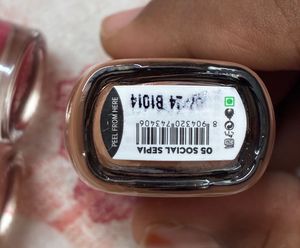 05 SOCIAL SEPIA
8 904320 743406
B1014
PEEL FROM HERE